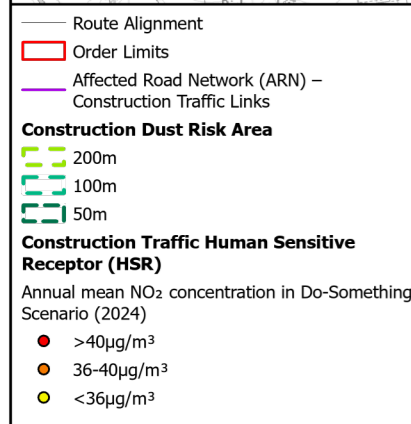 Route Alignment
Order Limits
Affected Road Network (ARN) –
Construction Traffic Links
Construction Dust Risk Area
200m
100m
50m
Construction Traffic Human Sensitive
Receptor (HSR)
Annual mean NO₂ concentration in Do-Something
Scenario (2024)
>40µg/m³
36-40µg/m³
<36µg/m³